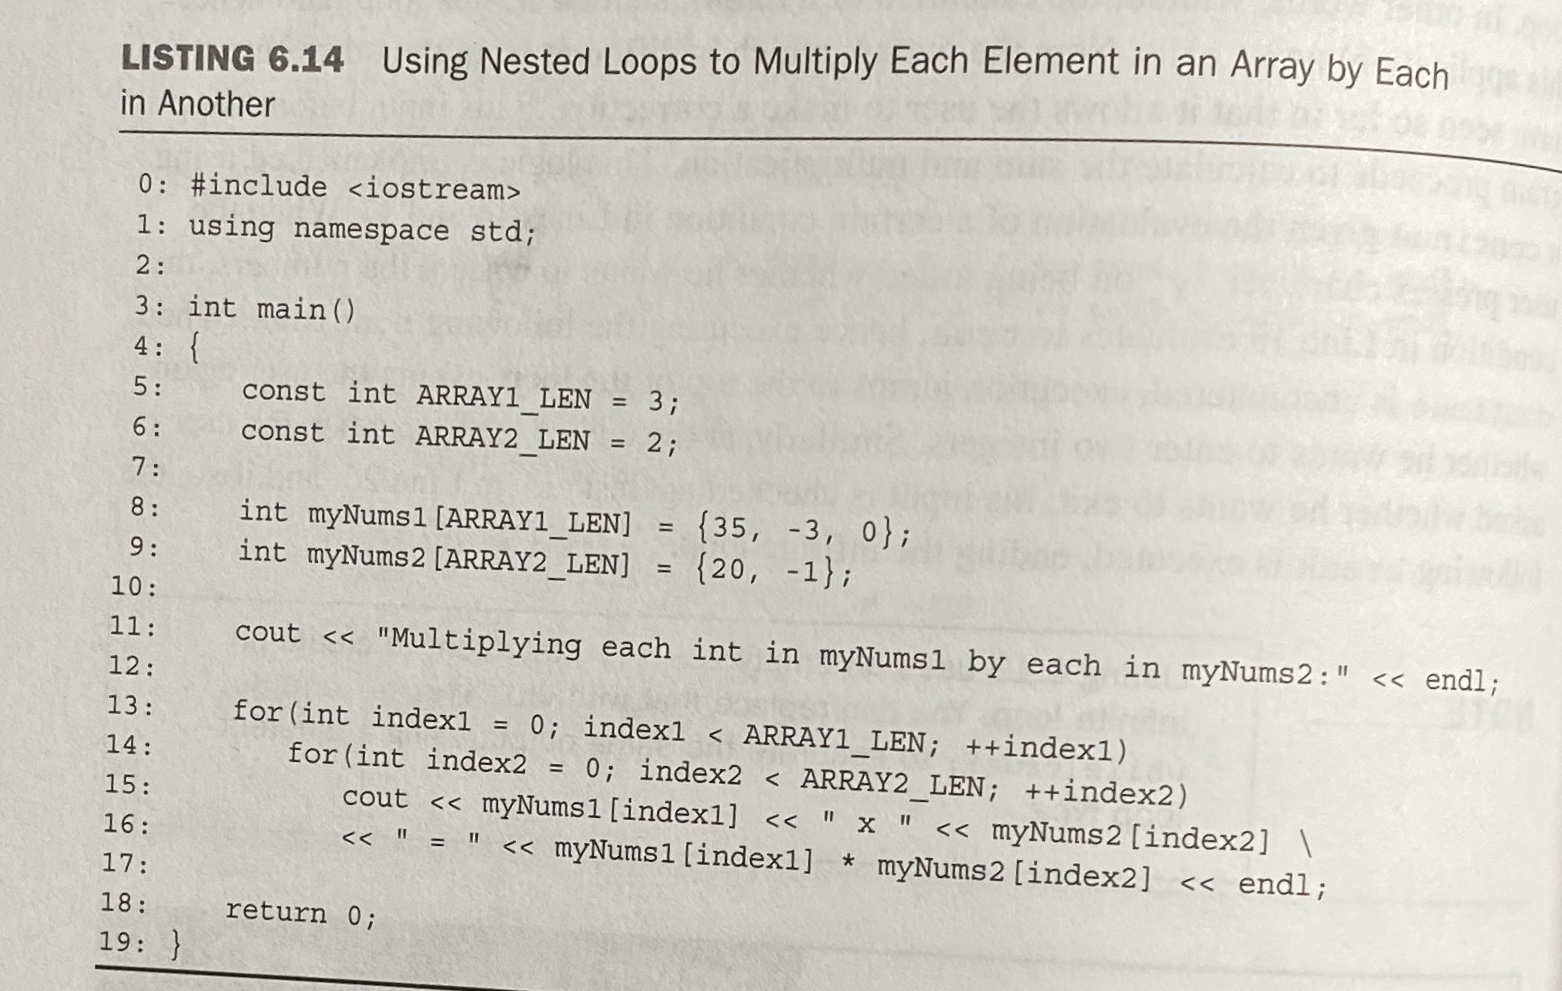 LISTING 6.14 Using Nested Loops to Multiply Each Element in an Array by Each
in Another
0: #include <iostream>
1: using namespace std;
2:
3: int main()
4: {
5: const int ARRAY1_LEN = 3;
6: const int ARRAY2_LEN = 2;
7:
8: int myNums1[ARRAY1_LEN] = {35, -3, 0};
9: int myNums2[ARRAY2_LEN] = {20, -1};
10:
11: cout << "Multiplying each int in myNums1 by each in myNums2:" << endl;
12:
13: for(int index1 = 0; index1 < ARRAY1_LEN; ++index1)
14: for(int index2 = 0; index2 < ARRAY2_LEN; ++index2)
15: cout << myNums1[index1] << " x " << myNums2[index2] \
16: << " = " << myNums1[index1] * myNums2[index2] << endl;
17:
18: return 0;
19: }